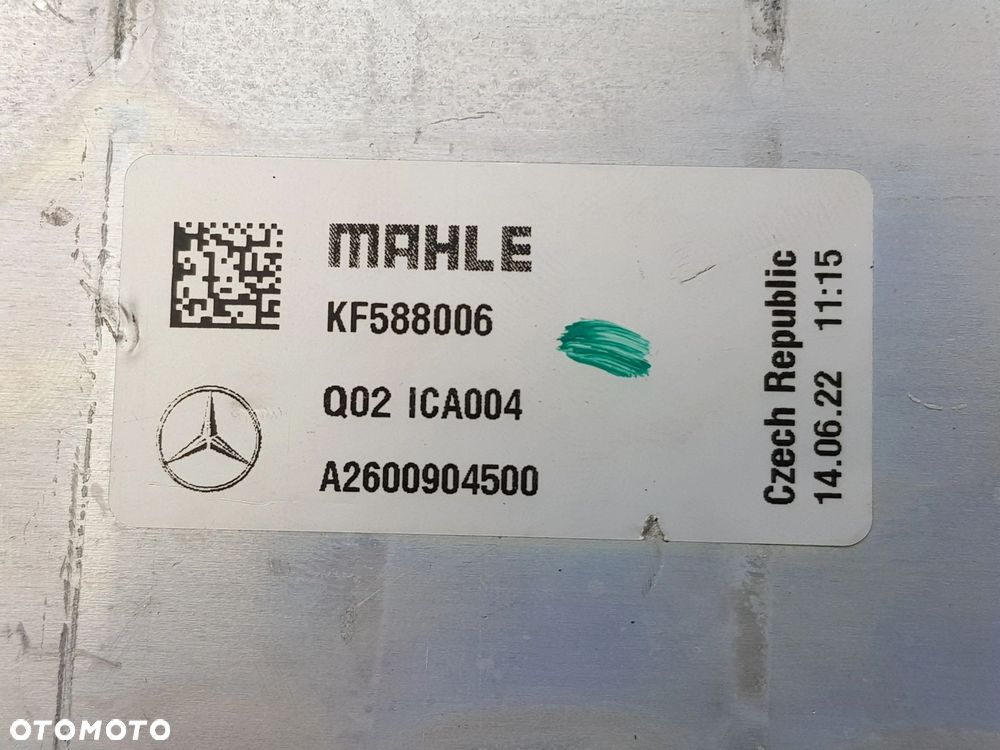 MAHLE
KF588006
Q02 ICA004
A2600904500
Czech Republic
14.06.22 11:15
OTOMOTO